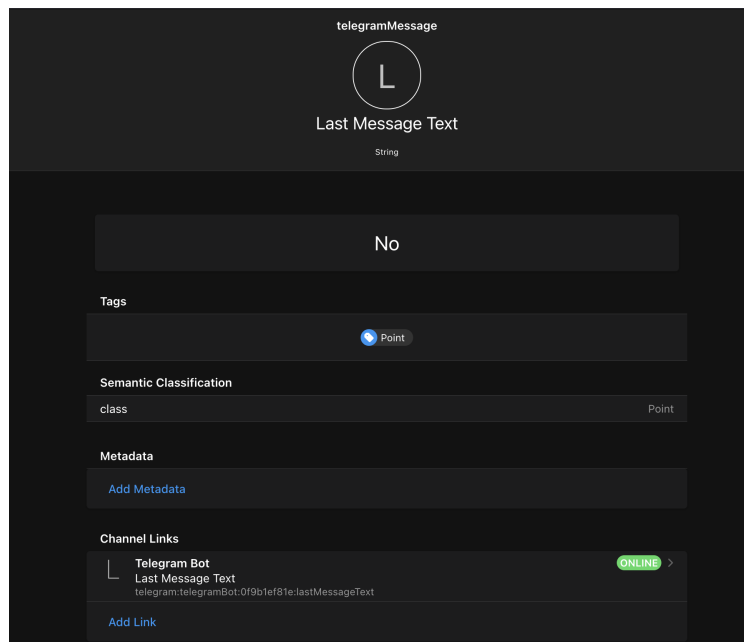 telegramMessage
L
Last Message Text
String
No
Tags
Point
Semantic Classification
class Point
Metadata
Add Metadata
Channel Links
L
Telegram Bot ONLINE
Last Message Text
telegram:telegramBot:0f9b1ef81e:lastMessageText
Add Link